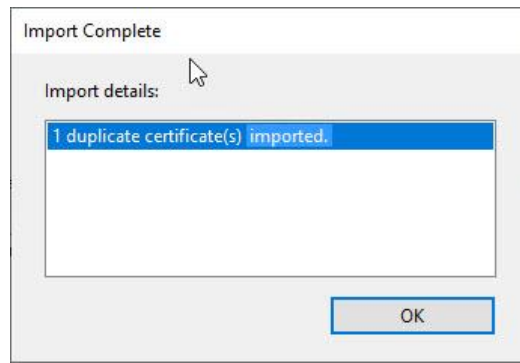 Import Complete
Import details:
1 duplicate certificate(s) imported.
OK